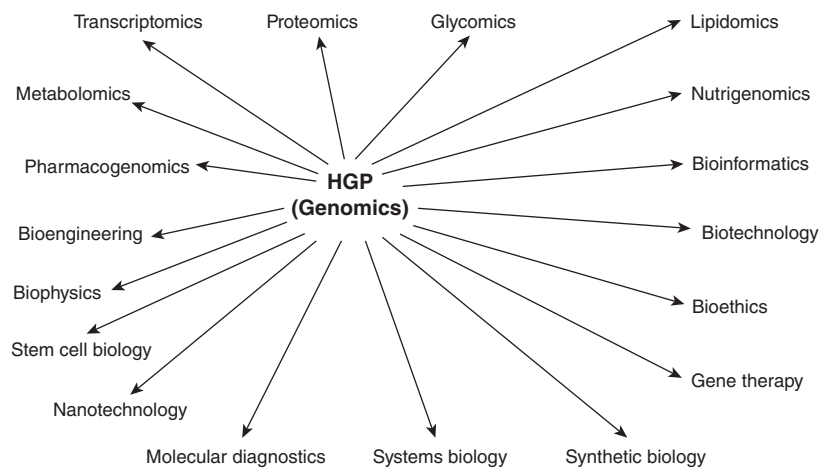 Transcriptomics
Proteomics
Glycomics
Lipidomics
Metabolomics
Nutrigenomics
Pharmacogenomics
Bioinformatics
HGP
(Genomics)
Bioengineering
Biotechnology
Biophysics
Bioethics
Stem cell biology
Gene therapy
Nanotechnology
Molecular diagnostics
Systems biology
Synthetic biology